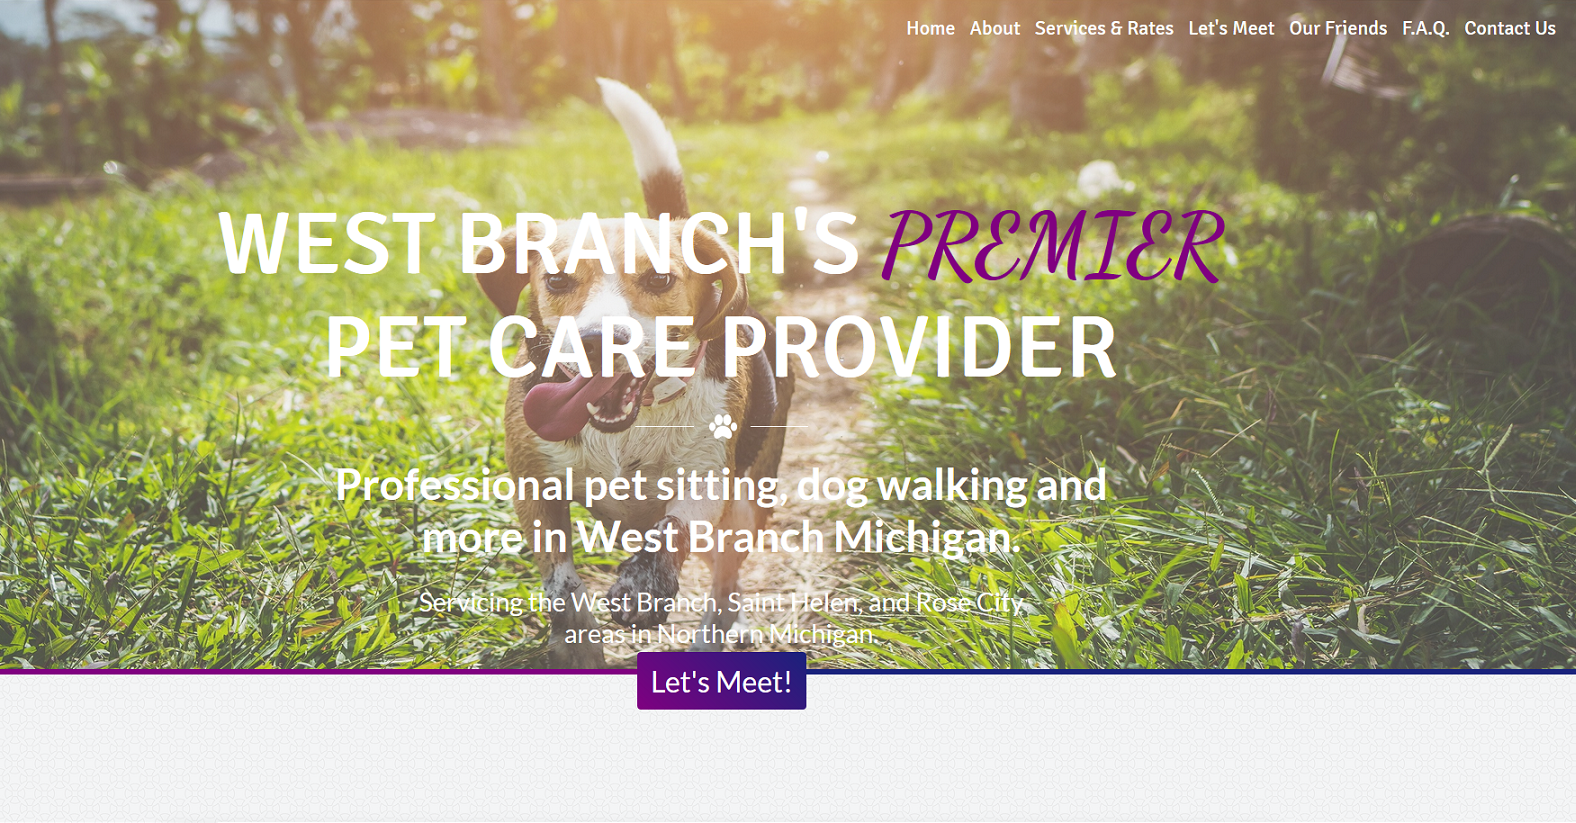 Home About Services & Rates Let's Meet Our Friends F.A.Q. Contact Us
WEST BRANCH'S PREMIER
PET CARE PROVIDER
Professional pet sitting, dog walking and
more in West Branch Michigan.
Servicing the West Branch, Saint Helen, and Rose City
areas in Northern Michigan.
Let's Meet!